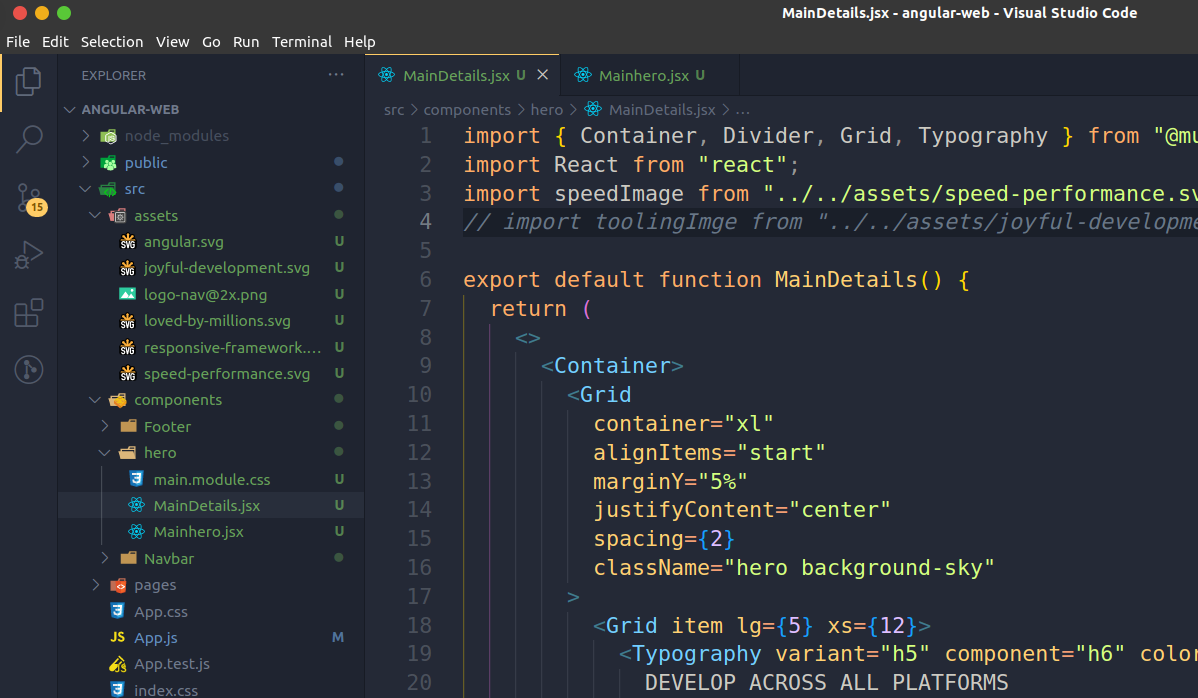 MainDetails.jsx - angular-web - Visual Studio Code
File Edit Selection View Go Run Terminal Help
EXPLORER ···
15
ANGULAR-WEB
node_modules
public
src
assets
angular.svg U
joyful-development.svg U
logo-nav@2x.png U
loved-by-millions.svg U
responsive-framework.... U
speed-performance.svg U
components
Footer
hero
main.module.css U
MainDetails.jsx U
Mainhero.jsx U
Navbar
pages
App.css
JS App.js M
App.test.js
index.css
MainDetails.jsx U × Mainhero.jsx U
src > components > hero > MainDetails.jsx > ...
1 import { Container, Divider, Grid, Typography } from "@mu
2 import React from "react";
3 import speedImage from "../../assets/speed-performance.sv
4 // import toolingImge from "../../assets/joyful-developme
5
6 export default function MainDetails() {
7 return (
8 <>
9 <Container>
10 <Grid
11 container="xl"
12 alignItems="start"
13 marginY="5%"
14 justifyContent="center"
15 spacing={2}
16 className="hero background-sky"
17 >
18 <Grid item lg={5} xs={12}>
19 <Typography variant="h5" component="h6" color
20 DEVELOP ACROSS ALL PLATFORMS